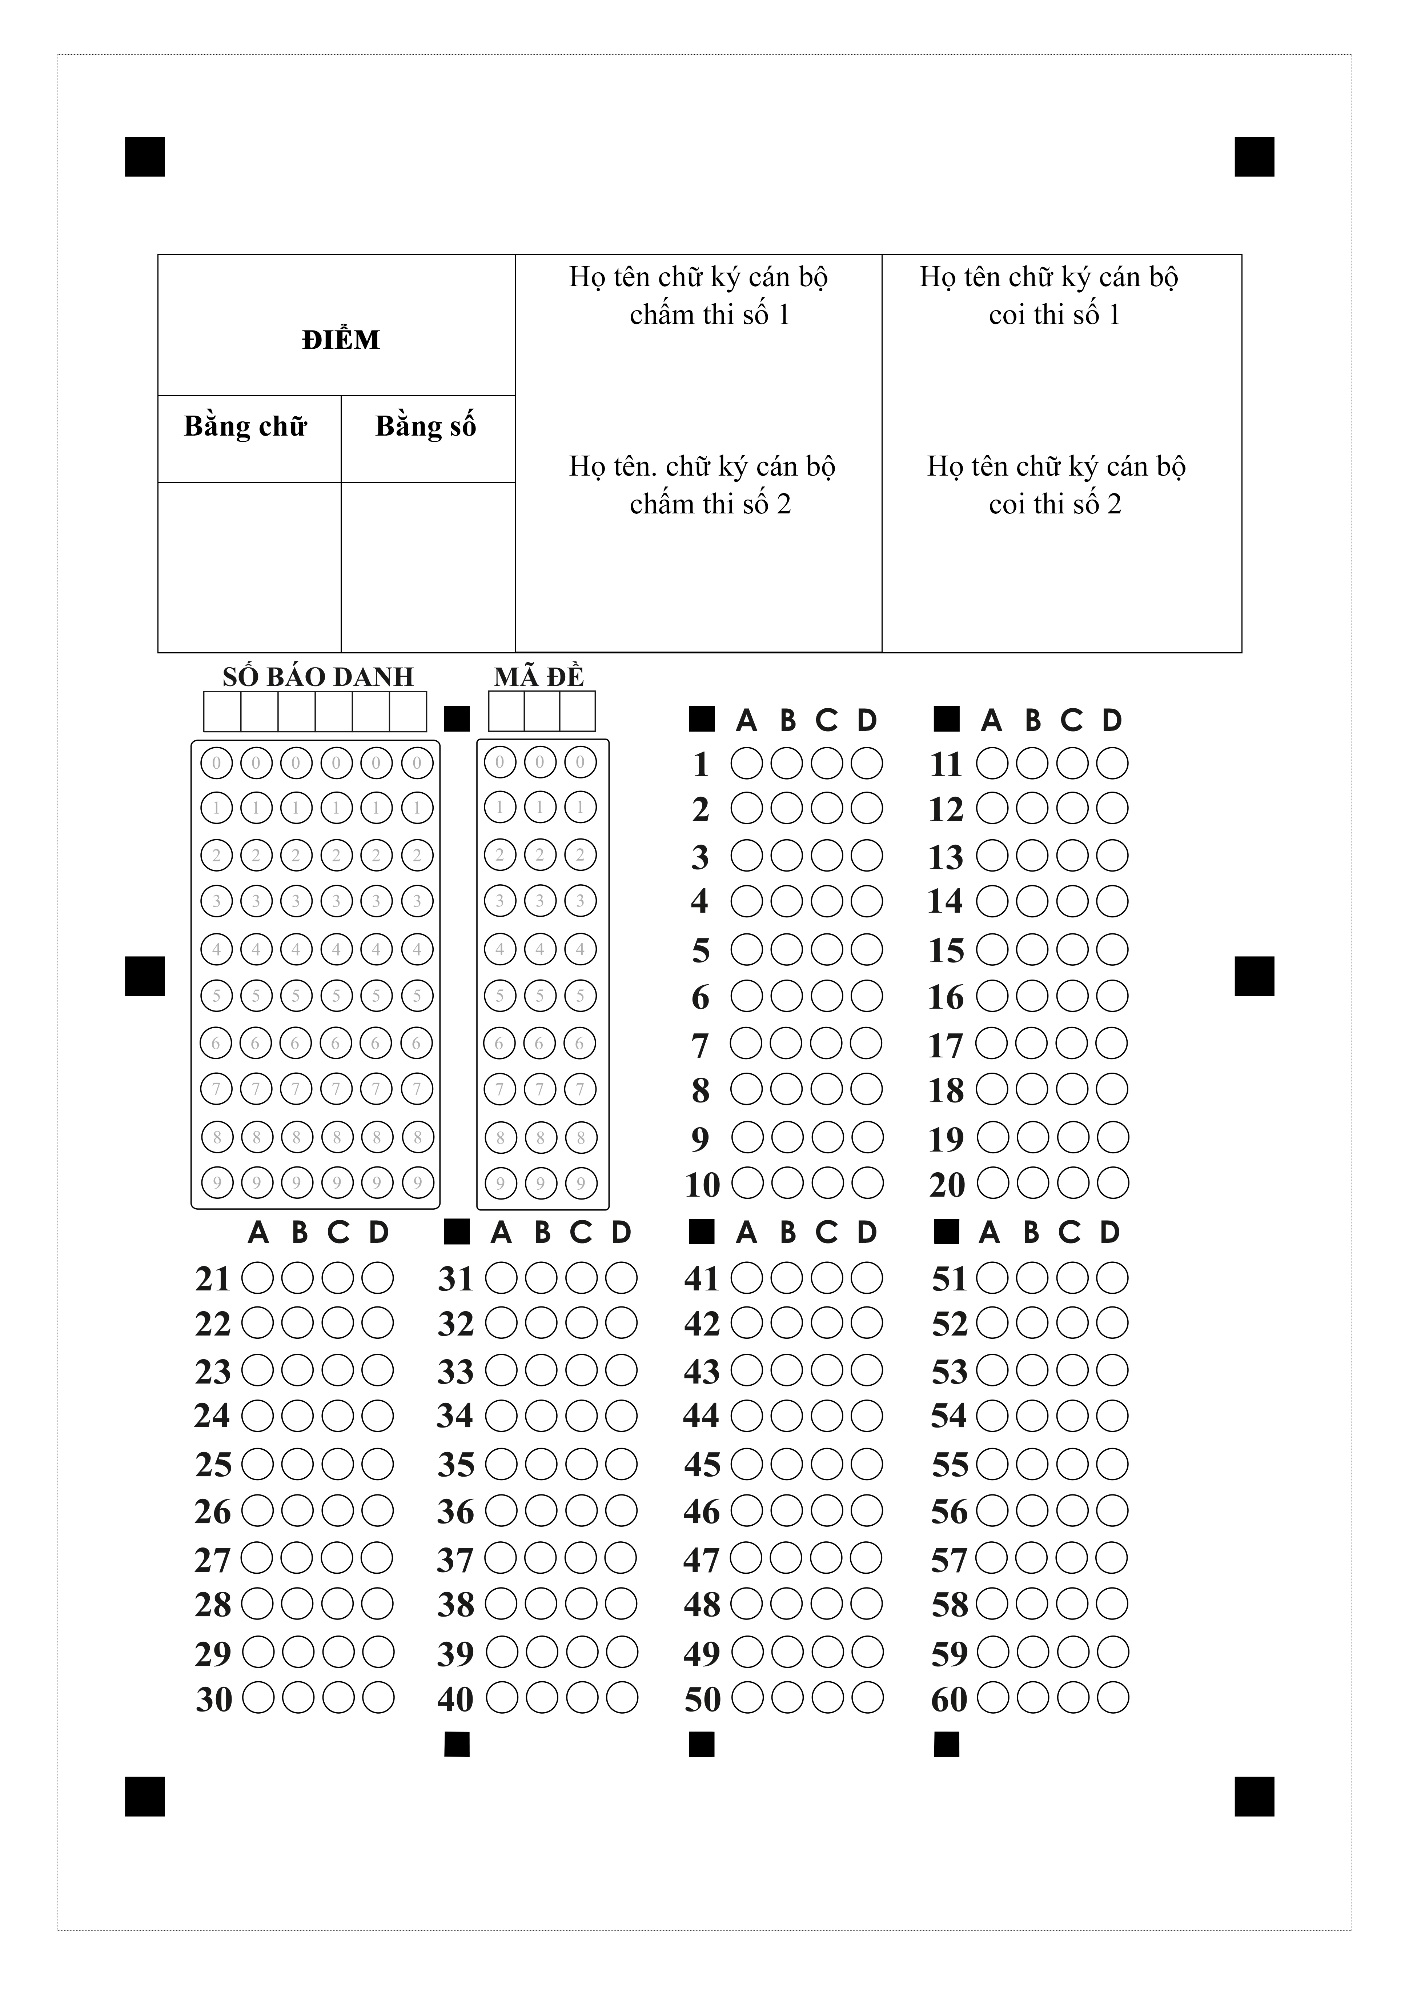 ĐIỂM
Bằng chữ Bằng số
Họ tên chữ ký cán bộ
chấm thi số 1
Họ tên. chữ ký cán bộ
chấm thi số 2
Họ tên chữ ký cán bộ
coi thi số 1
Họ tên chữ ký cán bộ
coi thi số 2
SỐ BÁO DANH
0 0 0 0 0 0
1 1 1 1 1 1
2 2 2 2 2 2
3 3 3 3 3 3
4 4 4 4 4 4
5 5 5 5 5 5
6 6 6 6 6 6
7 7 7 7 7 7
8 8 8 8 8 8
9 9 9 9 9 9
MÃ ĐỀ
0 0 0
1 1 1
2 2 2
3 3 3
4 4 4
5 5 5
6 6 6
7 7 7
8 8 8
9 9 9
A B C D
1
2
3
4
5
6
7
8
9
10
A B C D
11
12
13
14
15
16
17
18
19
20
A B C D
21
22
23
24
25
26
27
28
29
30
A B C D
31
32
33
34
35
36
37
38
39
40
A B C D
41
42
43
44
45
46
47
48
49
50
A B C D
51
52
53
54
55
56
57
58
59
60